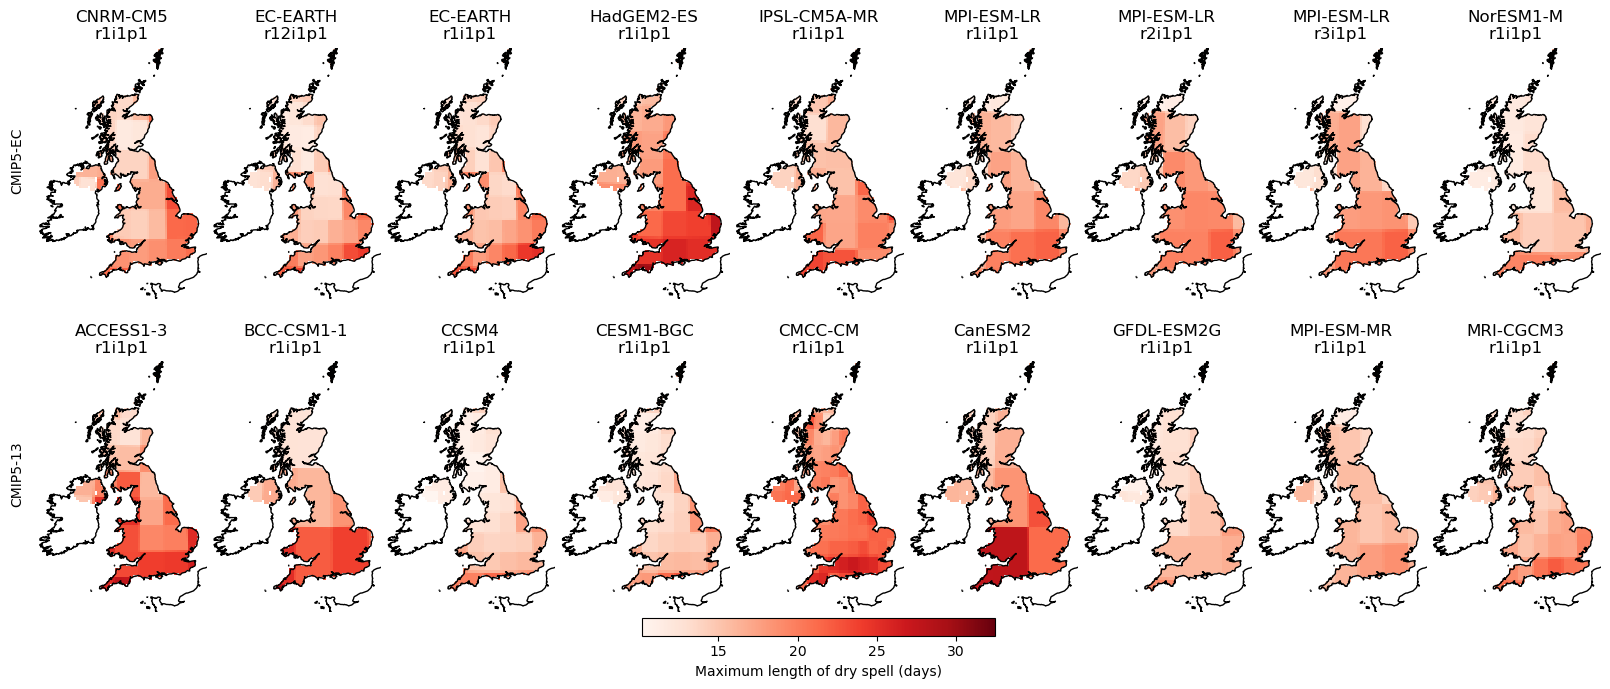 CNRM-CM5
r1i1p1
EC-EARTH
r12i1p1
EC-EARTH
r1i1p1
HadGEM2-ES
r1i1p1
IPSL-CM5A-MR
r1i1p1
MPI-ESM-LR
r1i1p1
MPI-ESM-LR
r2i1p1
MPI-ESM-LR
r3i1p1
NorESM1-M
r1i1p1
CMIP5-EC
ACCESS1-3
r1i1p1
BCC-CSM1-1
r1i1p1
CCSM4
r1i1p1
CESM1-BGC
r1i1p1
CMCC-CM
r1i1p1
CanESM2
r1i1p1
GFDL-ESM2G
r1i1p1
MPI-ESM-MR
r1i1p1
MRI-CGCM3
r1i1p1
CMIP5-13
15 20 25 30
Maximum length of dry spell (days)